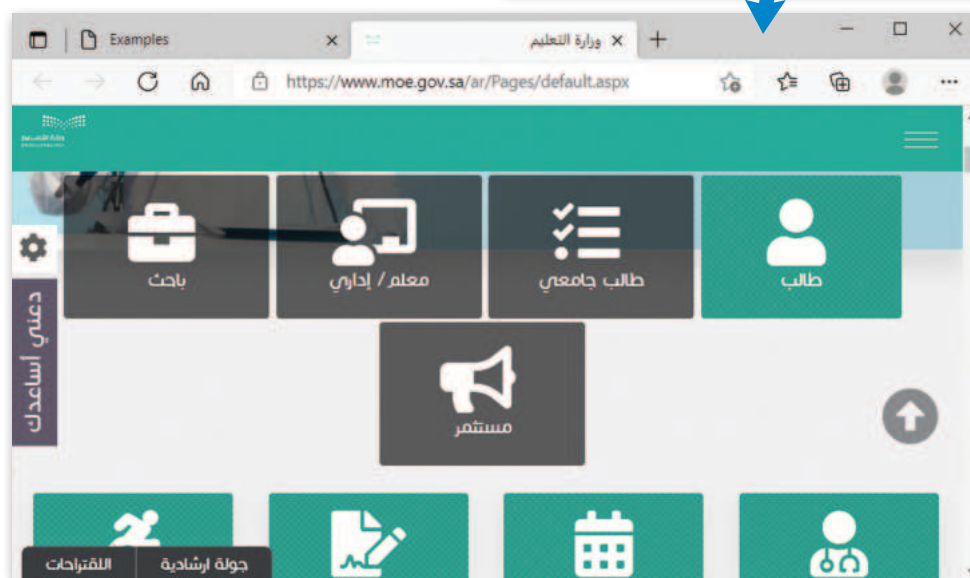 Examples
وزارة التعليم
https://www.moe.gov.sa/ar/Pages/default.aspx
طالب
طالب جامعي
معلم / إداري
باحث
دعني أساعدك
مستثمر
جولة ارشادية
اللقتراحات